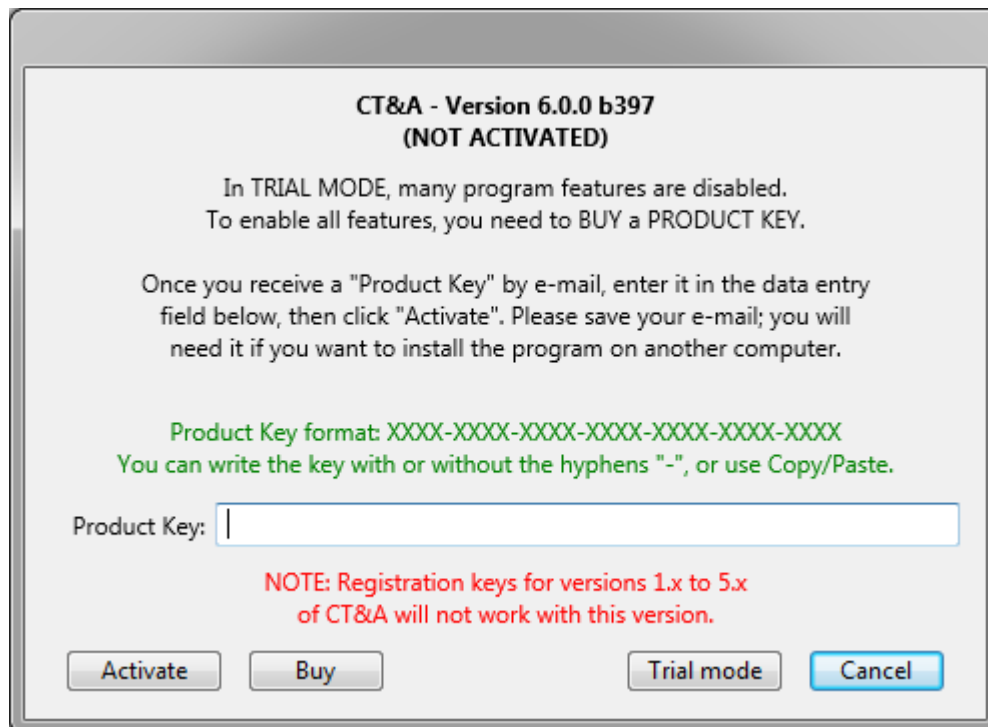 CT&A - Version 6.0.0 b397
(NOT ACTIVATED)
In TRIAL MODE, many program features are disabled.
To enable all features, you need to BUY a PRODUCT KEY.
Once you receive a "Product Key" by e-mail, enter it in the data entry
field below, then click "Activate". Please save your e-mail; you will
need it if you want to install the program on another computer.
Product Key format: XXXX-XXXX-XXXX-XXXX-XXXX-XXXX-XXXX
You can write the key with or without the hyphens "-", or use Copy/Paste.
Product Key:
NOTE: Registration keys for versions 1.x to 5.x
of CT&A will not work with this version.
Activate Buy Trial mode Cancel